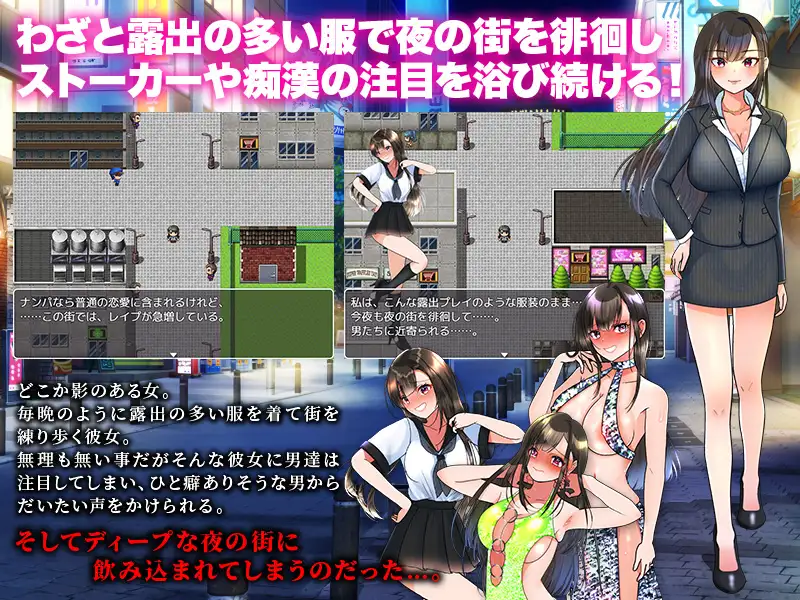 わざと露出の多い服で夜の街を徘徊し
ストーカーや痴漢の注目を浴び続ける!
ナンパなら普通の恋愛に含まれるけれど、
……この街では、レイプが急増している。
私は、こんな露出プレイのような服装のまま…
今夜も夜の街を徘徊して……。
男たちに近寄られる……。
どこか影のある女。
毎晩のように露出の多い服を着て街を
練り歩く彼女。
無理も無い事だがそんな彼女に男達は
注目してしまい、ひと癖ありそうな男から
だいたい声をかけられる。
そしてディープな夜の街に
飲み込まれてしまうのだった…。